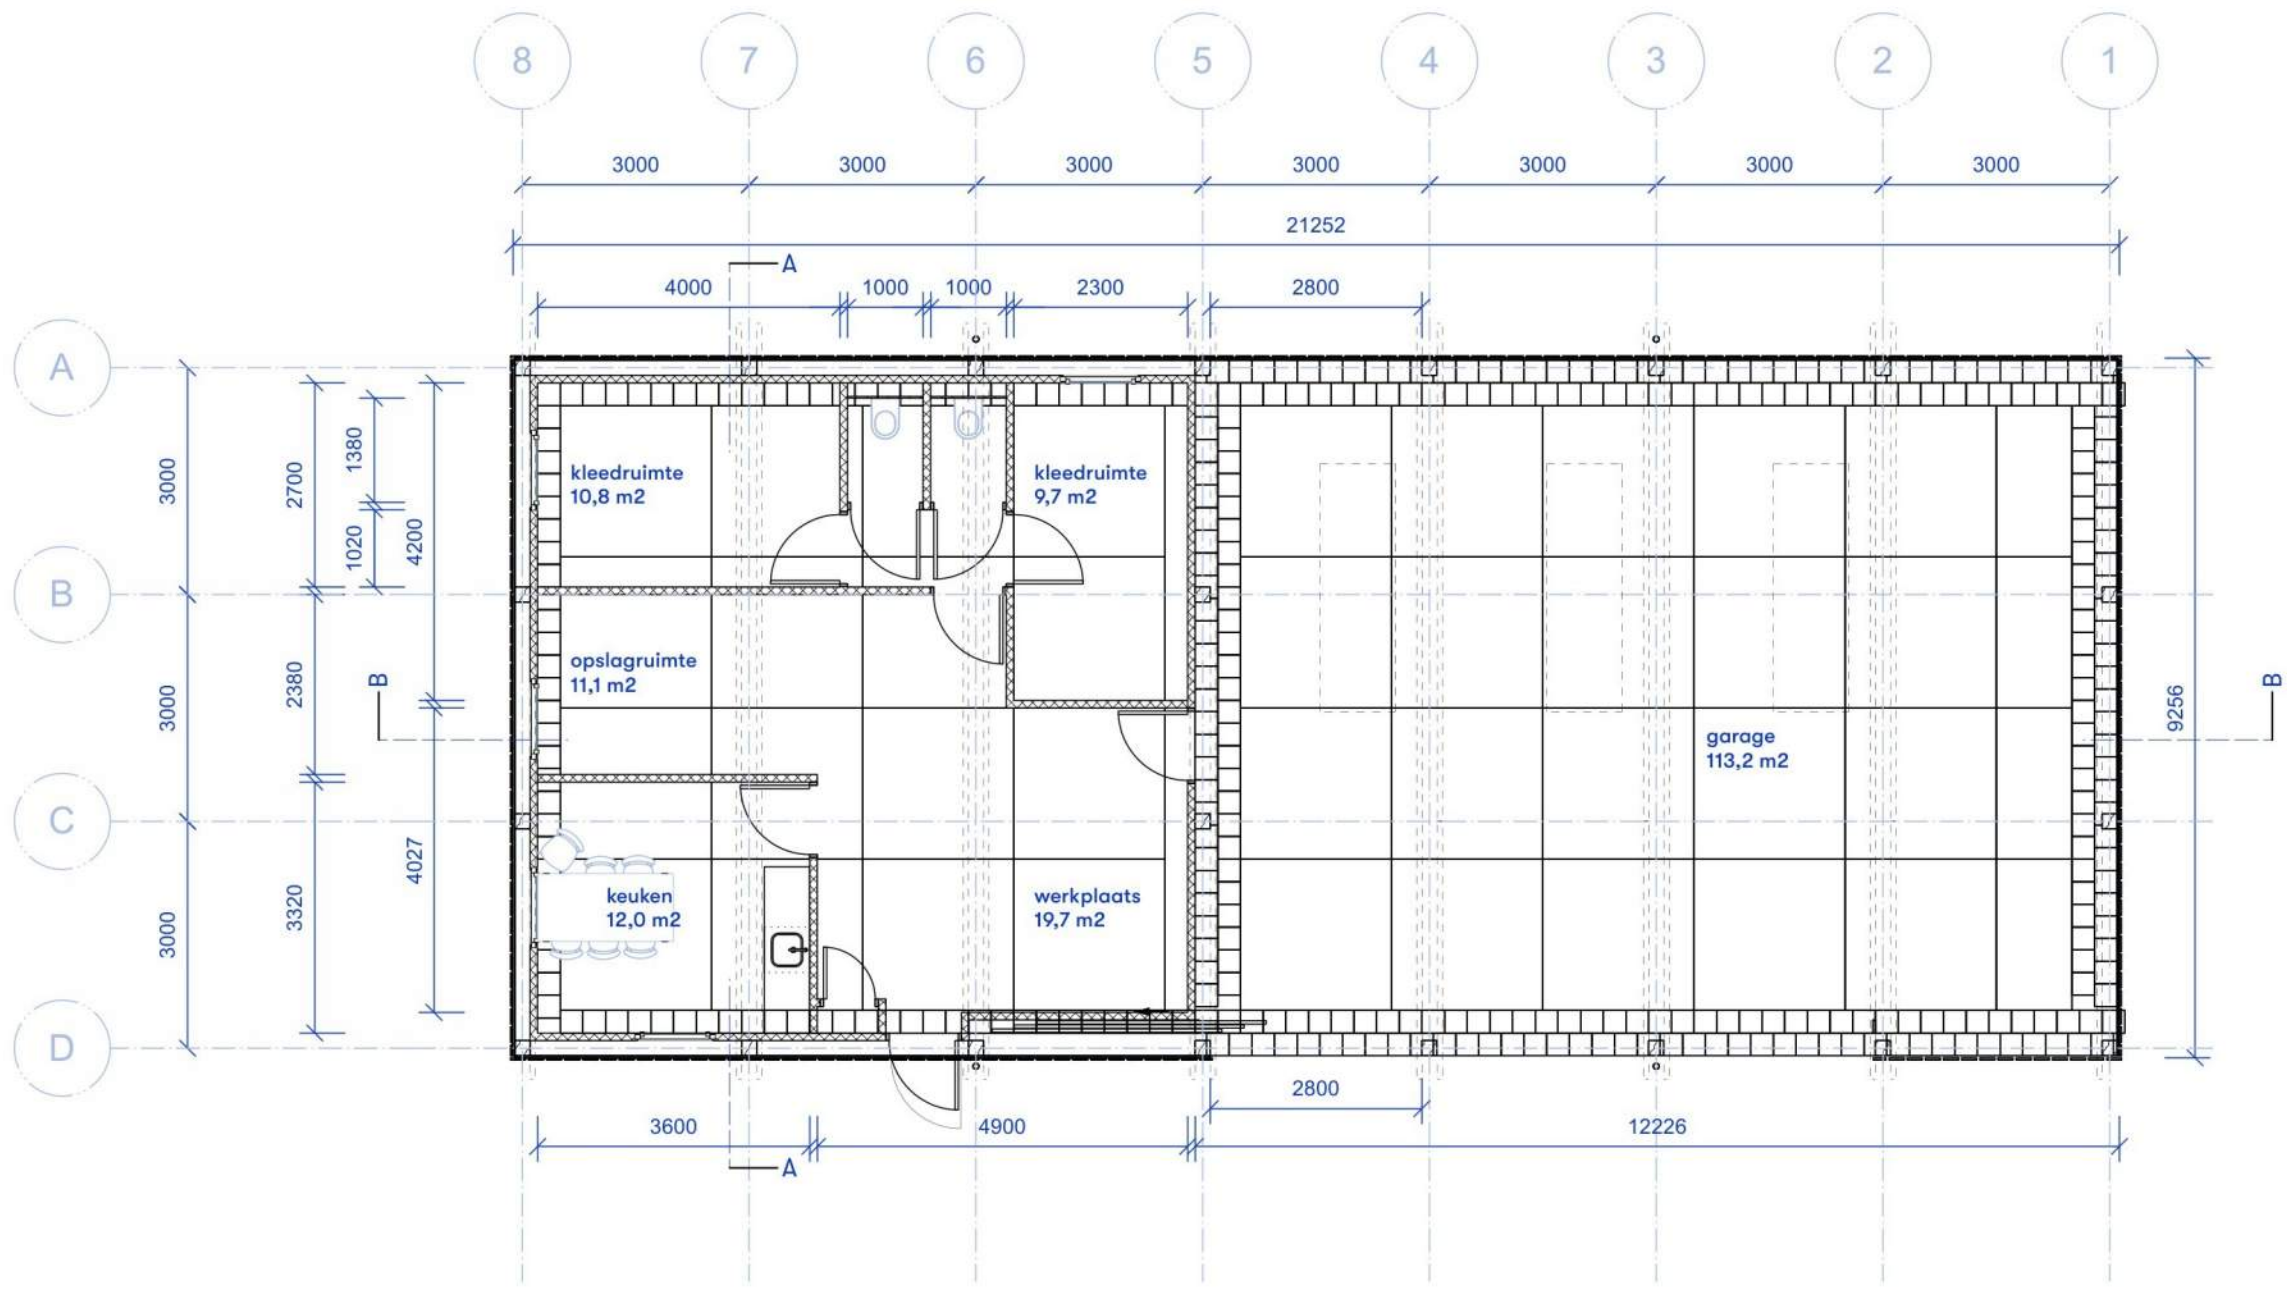 8 7 6 5 4 3 2 1
3000 3000 3000 3000 3000 3000 3000
21252
A
4000 1000 1000 2300 2800
A
B
C
D
3000
3000
3000
2700
2380
3320
1380
1020
4200
4027
B
kleedruimte
10,8 m2
kleedruimte
9,7 m2
opslagruimte
11,1 m2
garage
113,2 m2
keuken
12,0 m2
werkplaats
19,7 m2
9256
B
2800
3600 4900 12226
A